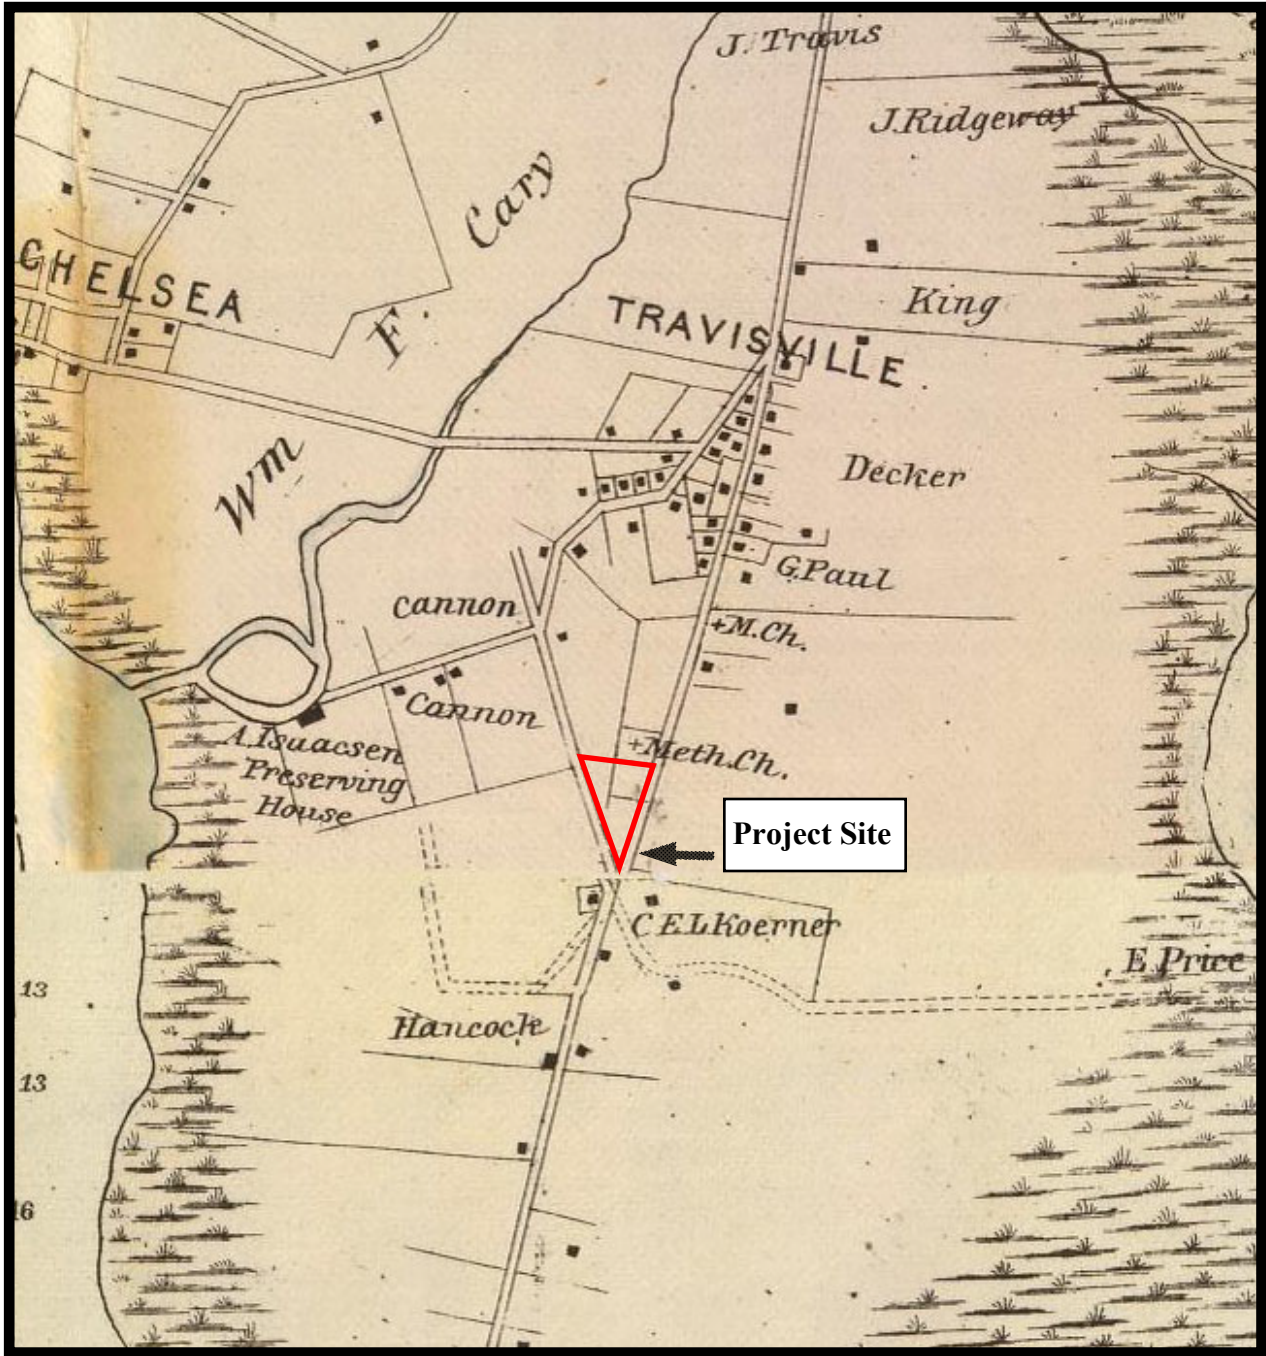 J. Travis
J. Ridgeway
Cary
F.
Wm
CHELSEA
TRAVISVILLE
King
Decker
G. Paul
Cannon
+M. Ch.
Cannon
+Meth. Ch.
A. Isaacsen
Preserving
House
Project Site
C E L Koerner
E. Price
13
Hancock
13
16